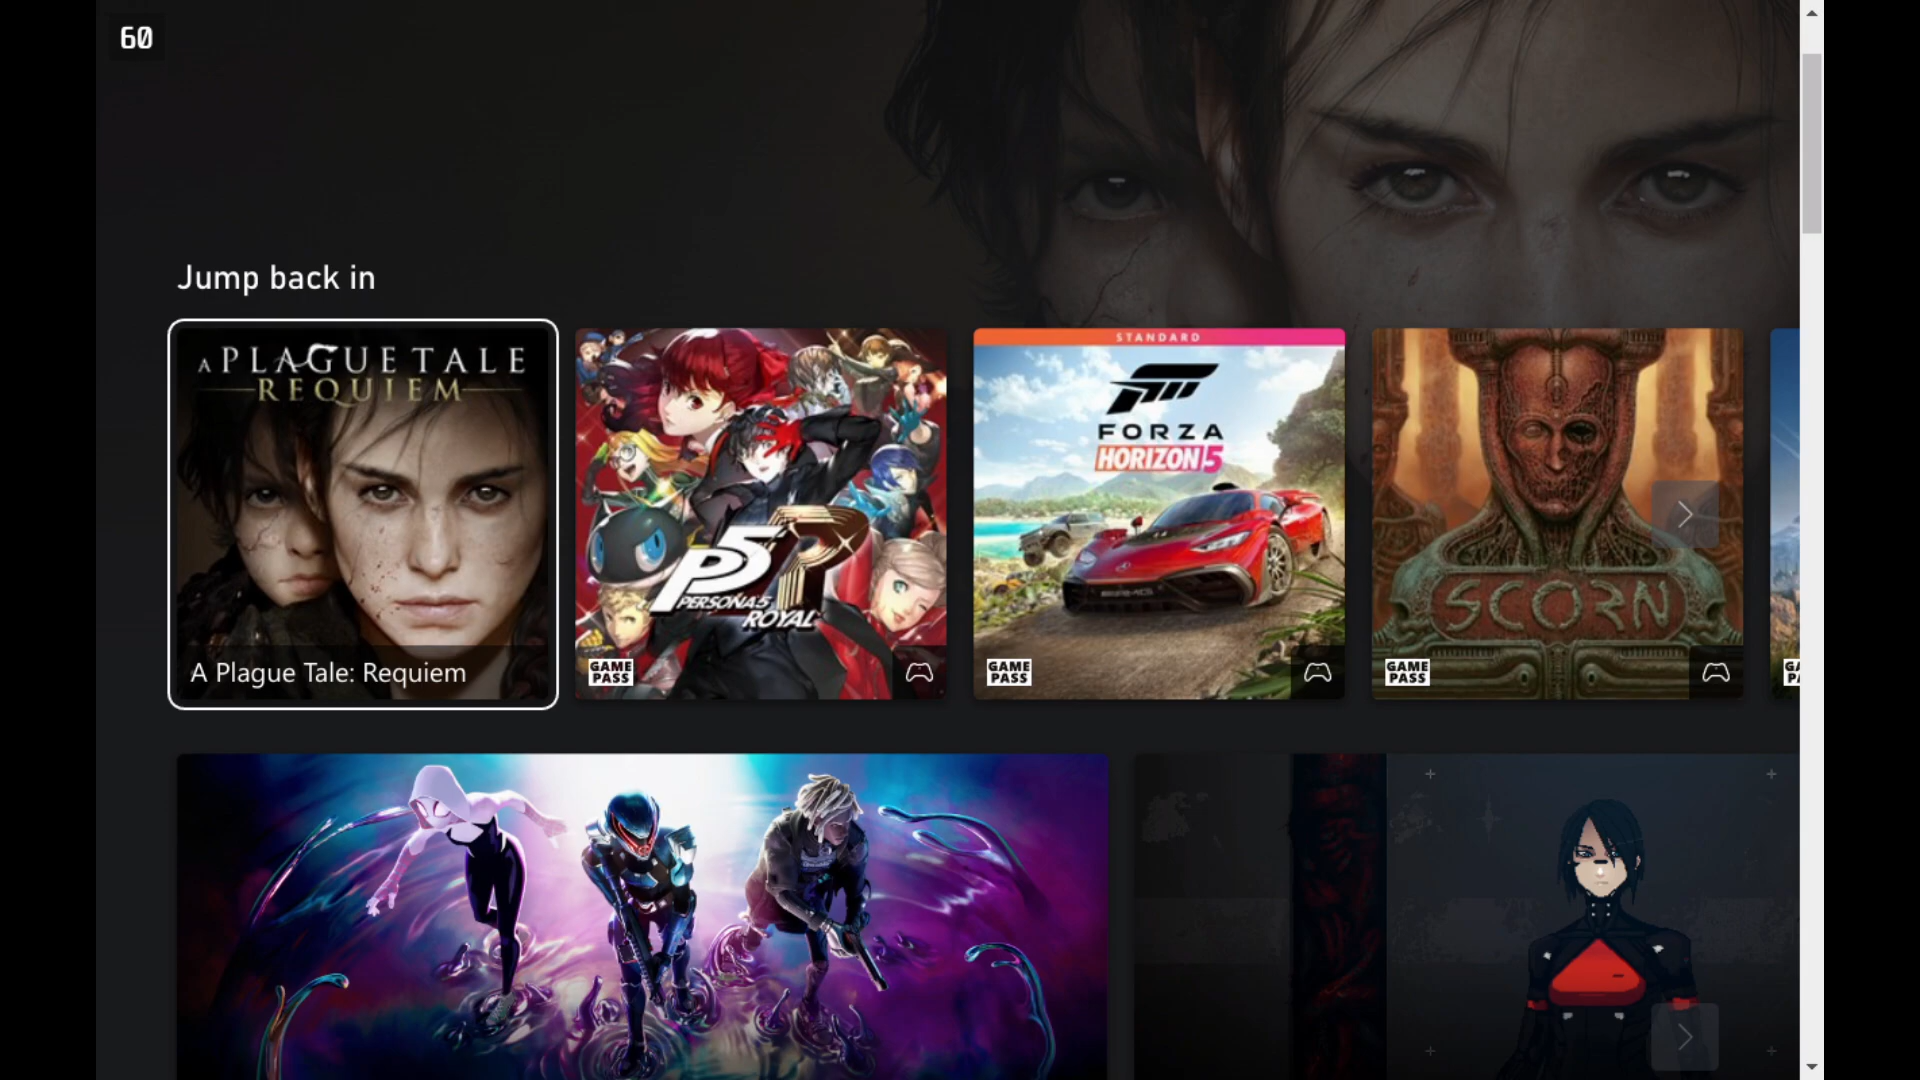 60
Jump back in
A PLAGUE TALE
REQUIEM
A Plague Tale: Requiem
P5R
PERSONA5
ROYAL
GAME
PASS
STANDARD
FORZA
HORIZON 5
GAME
PASS
SCORN
GAME
PASS